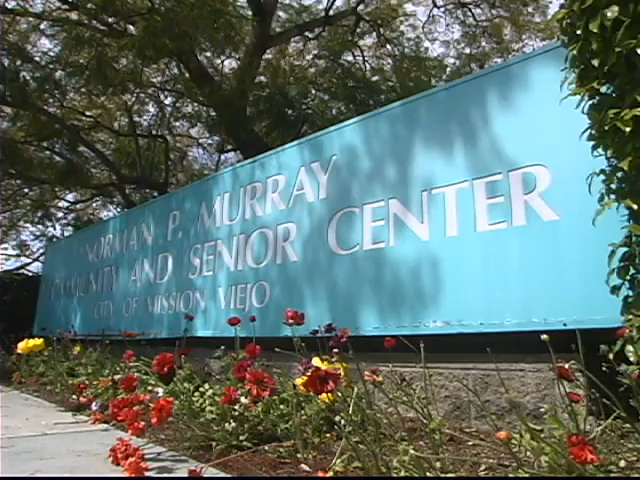 NORMAN P. MURRAY
COMMUNITY AND SENIOR CENTER
CITY OF MISSION VIEJO